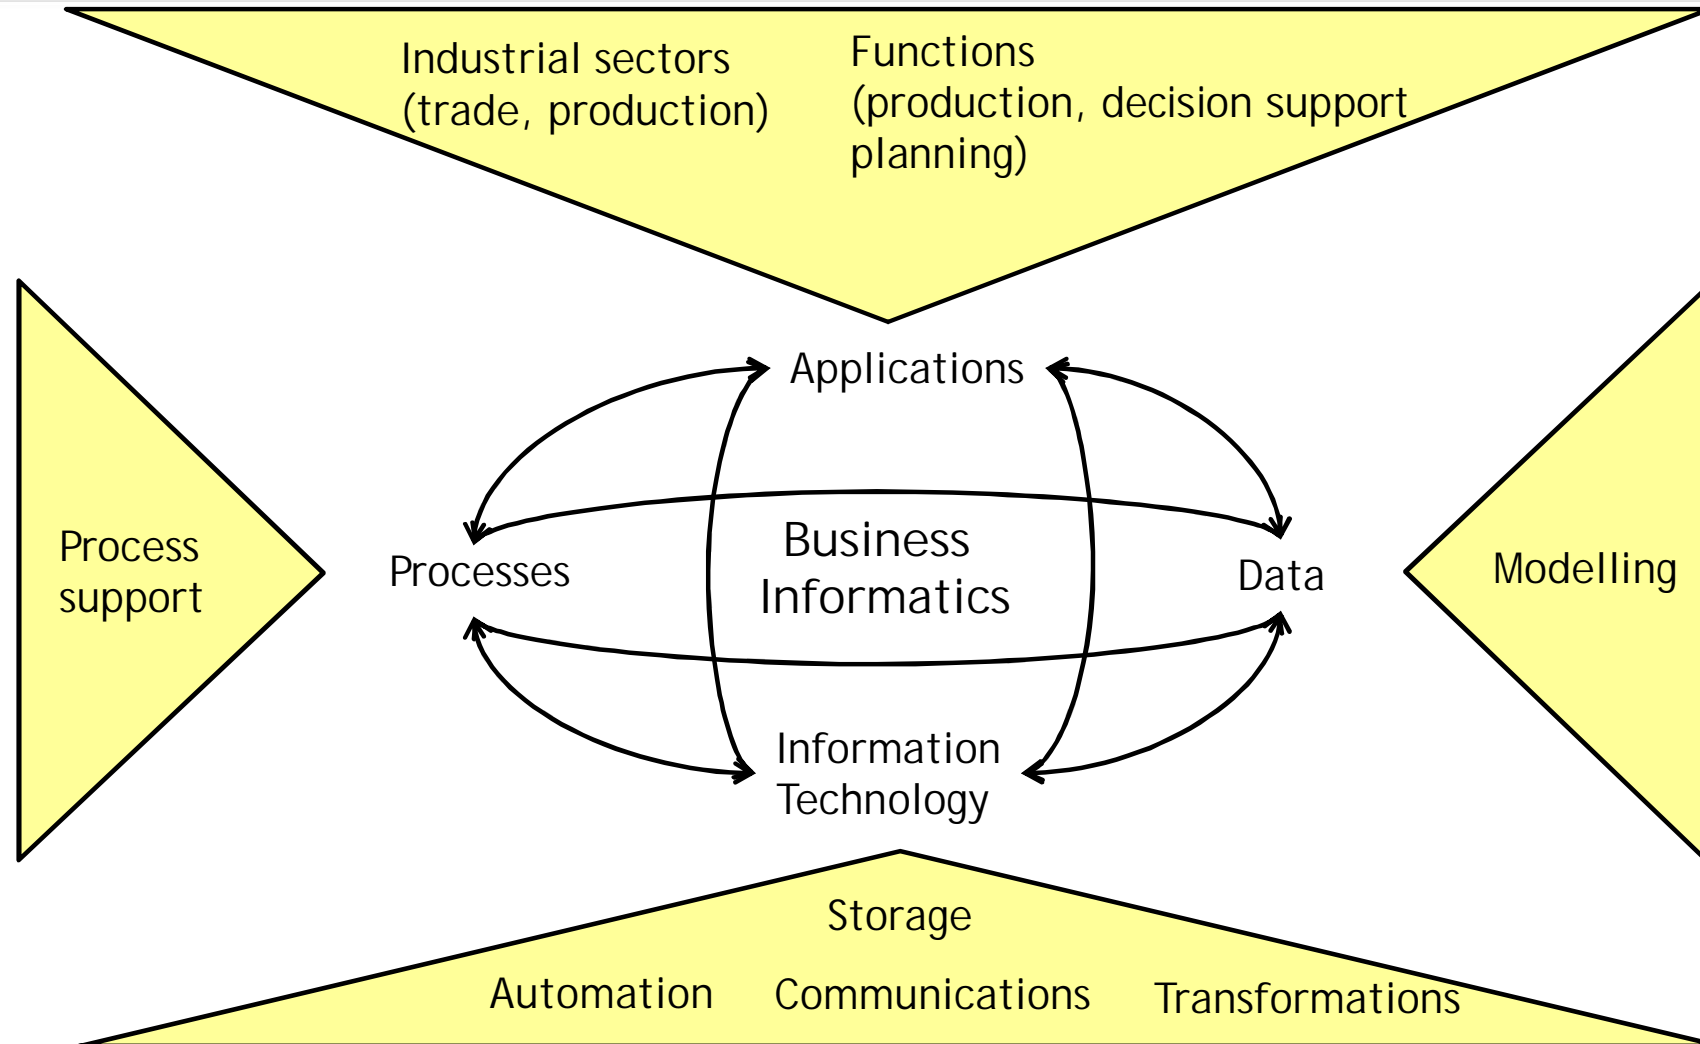 Industrial sectors
(trade, production)
Functions
(production, decision support
planning)
Applications
Process
support
Processes
Business
Informatics
Data
Modelling
Information
Technology
Storage
Automation
Communications
Transformations